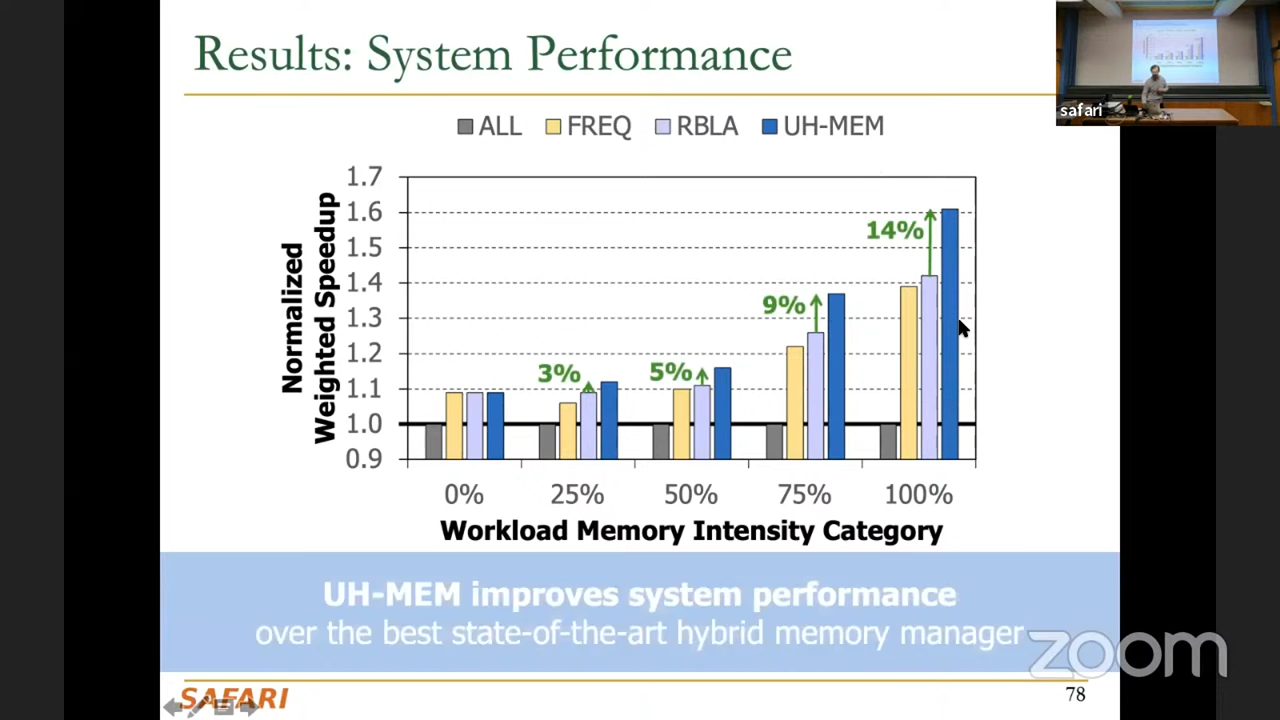 Results: System Performance
safari
ALL FREQ RBLA UH-MEM
Normalized
Weighted Speedup
1.7
1.6
1.5
1.4
1.3
1.2
1.1
1.0
0.9
3%
5%
9%
14%
0% 25% 50% 75% 100%
Workload Memory Intensity Category
UH-MEM improves system performance
over the best state-of-the-art hybrid memory manager
zoom
SAFARI
78